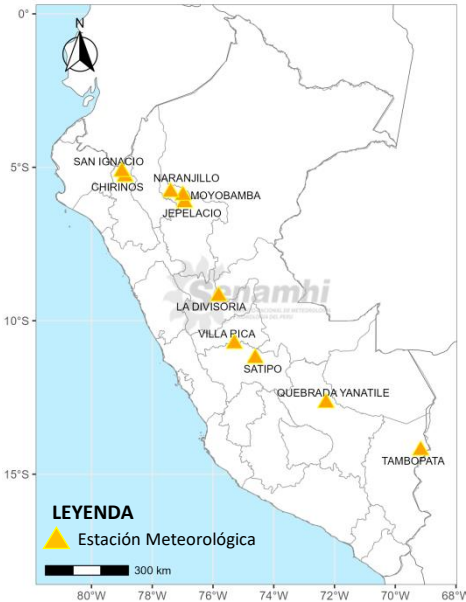 0°
N
5°S
SAN IGNACIO
CHIRINOS
NARANJILLO
MOYOBAMBA
JEPELACIO
Senamhi
LA DIVISORIA
10°S
VILLA RICA
SATIPO
QUEBRADA YANATILE
TAMBOPATA
15°S
LEYENDA
Estación Meteorológica
300 km
80°W 78°W 76°W 74°W 72°W 70°W 68°W